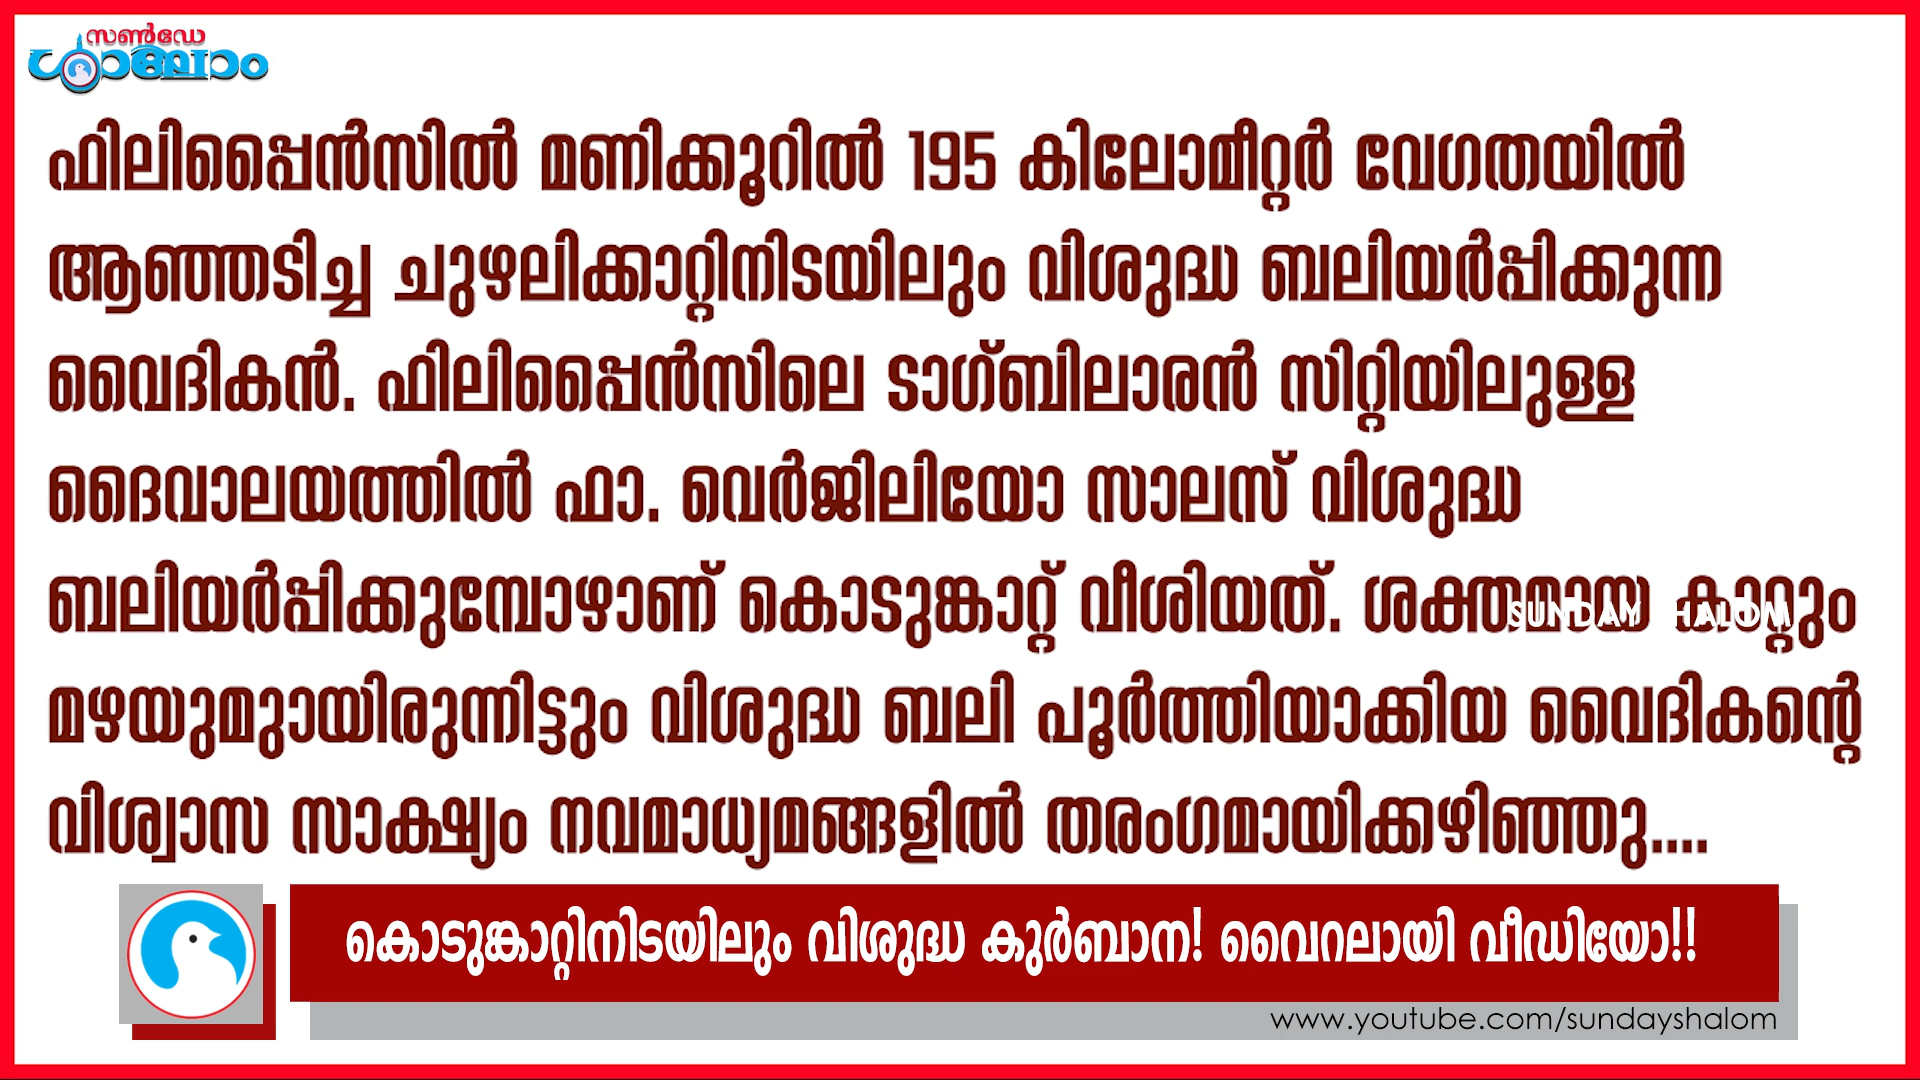 സൺഡേ
ശാലോം
ഫിലിപ്പൈൻസിൽ മണിക്കൂറിൽ 195 കിലോമീറ്റർ വേഗതയിൽ
ആഞ്ഞടിച്ച ചുഴലിക്കാറ്റിനിടയിലും വിശുദ്ധ ബലിയർപ്പിക്കുന്ന
വൈദികൻ. ഫിലിപ്പൈൻസിലെ ടാഗ്ബിലാരൻ സിറ്റിയിലുള്ള
ദൈവാലയത്തിൽ ഫാ. വെർജിലിയോ സാലസ് വിശുദ്ധ
ബലിയർപ്പിക്കുമ്പോഴാണ് കൊടുങ്കാറ്റ് വീശിയത്. ശക്തമായ കാറ്റും
SUNDAY SHALOM
മഴയുമുായിരുന്നിട്ടും വിശുദ്ധ ബലി പൂർത്തിയാക്കിയ വൈദികന്റെ
വിശ്വാസ സാക്ഷ്യം നവമാധ്യമങ്ങളിൽ തരംഗമായിക്കഴിഞ്ഞു....
കൊടുങ്കാറ്റിനിടയിലും വിശുദ്ധ കുർബാന! വൈറലായി വീഡിയോ!!
www.youtube.com/sundayshalom